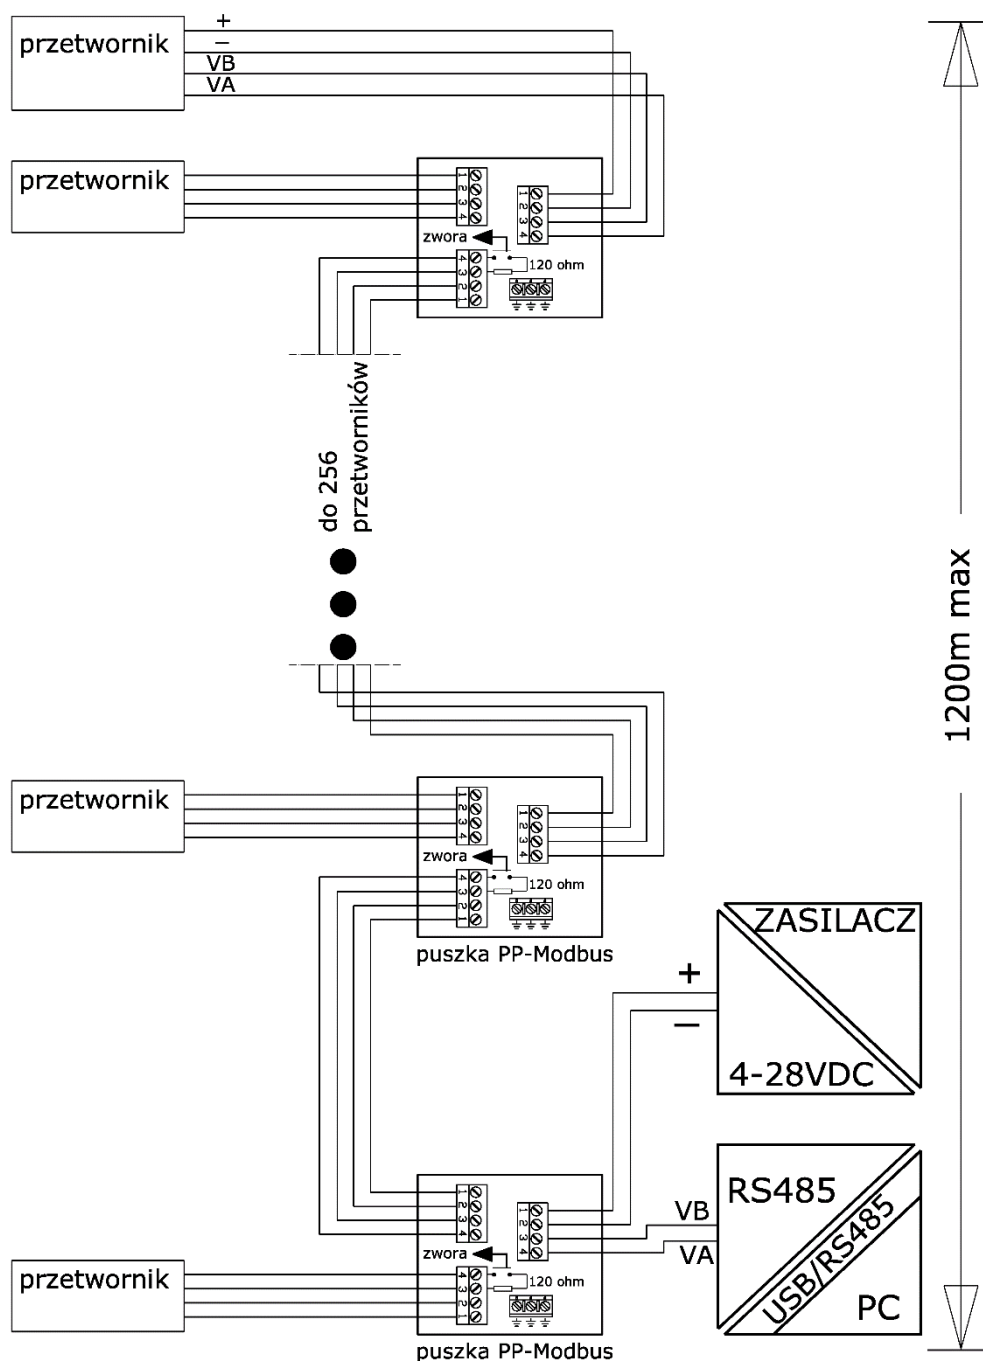 przetwornik
+
−
VB
VA
przetwornik
1
2
3
4
1
2
3
4
zwora
4
3
2
1
120 ohm
do 256
przetworników
1200m max
przetwornik
1
2
3
4
1
2
3
4
zwora
4
3
2
1
120 ohm
puszka PP-Modbus
+
−
ZASILACZ
4-28VDC
1
2
3
4
1
2
3
4
zwora
4
3
2
1
120 ohm
puszka PP-Modbus
VB
VA
RS485
USB/RS485
PC
przetwornik